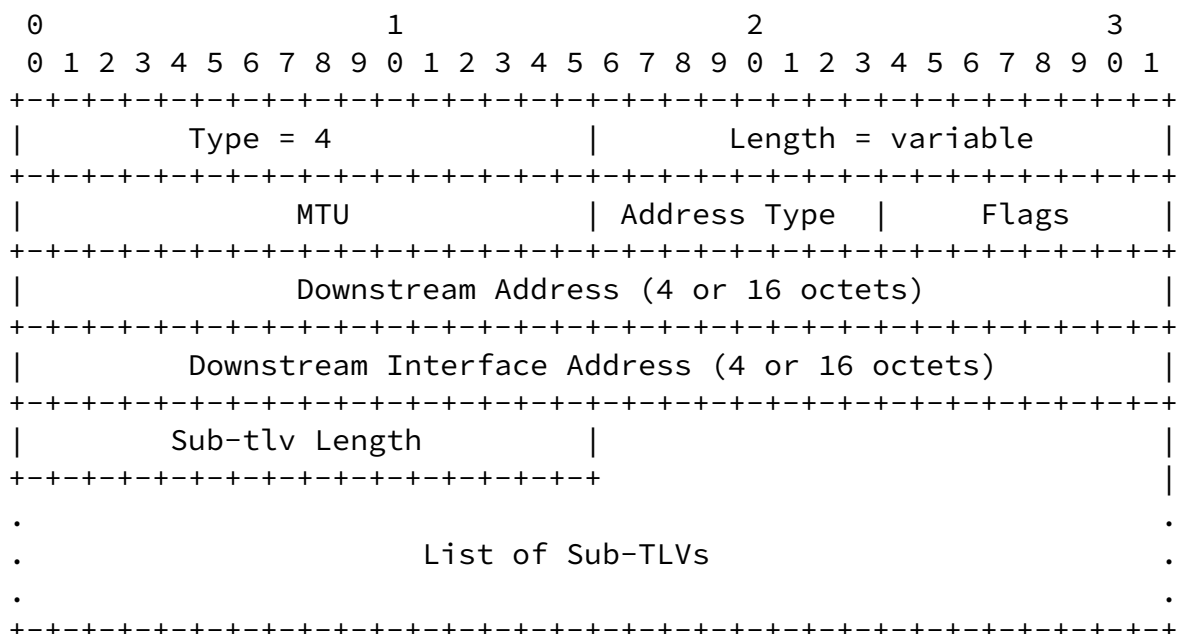 0                   1                   2                   3
0 1 2 3 4 5 6 7 8 9 0 1 2 3 4 5 6 7 8 9 0 1 2 3 4 5 6 7 8 9 0 1
+-+-+-+-+-+-+-+-+-+-+-+-+-+-+-+-+-+-+-+-+-+-+-+-+-+-+-+-+-+-+-+-+
|         Type = 4              |       Length = variable       |
+-+-+-+-+-+-+-+-+-+-+-+-+-+-+-+-+-+-+-+-+-+-+-+-+-+-+-+-+-+-+-+-+
|               MTU             | Address Type  |     Flags     |
+-+-+-+-+-+-+-+-+-+-+-+-+-+-+-+-+-+-+-+-+-+-+-+-+-+-+-+-+-+-+-+-+
|               Downstream Address (4 or 16 octets)             |
+-+-+-+-+-+-+-+-+-+-+-+-+-+-+-+-+-+-+-+-+-+-+-+-+-+-+-+-+-+-+-+-+
|         Downstream Interface Address (4 or 16 octets)         |
+-+-+-+-+-+-+-+-+-+-+-+-+-+-+-+-+-+-+-+-+-+-+-+-+-+-+-+-+-+-+-+-+
|        Sub-tlv Length         |                               |
+-+-+-+-+-+-+-+-+-+-+-+-+-+-+-+-+                               |
.                                                               .
.                      List of Sub-TLVs                         .
.                                                               .
+-+-+-+-+-+-+-+-+-+-+-+-+-+-+-+-+-+-+-+-+-+-+-+-+-+-+-+-+-+-+-+-+